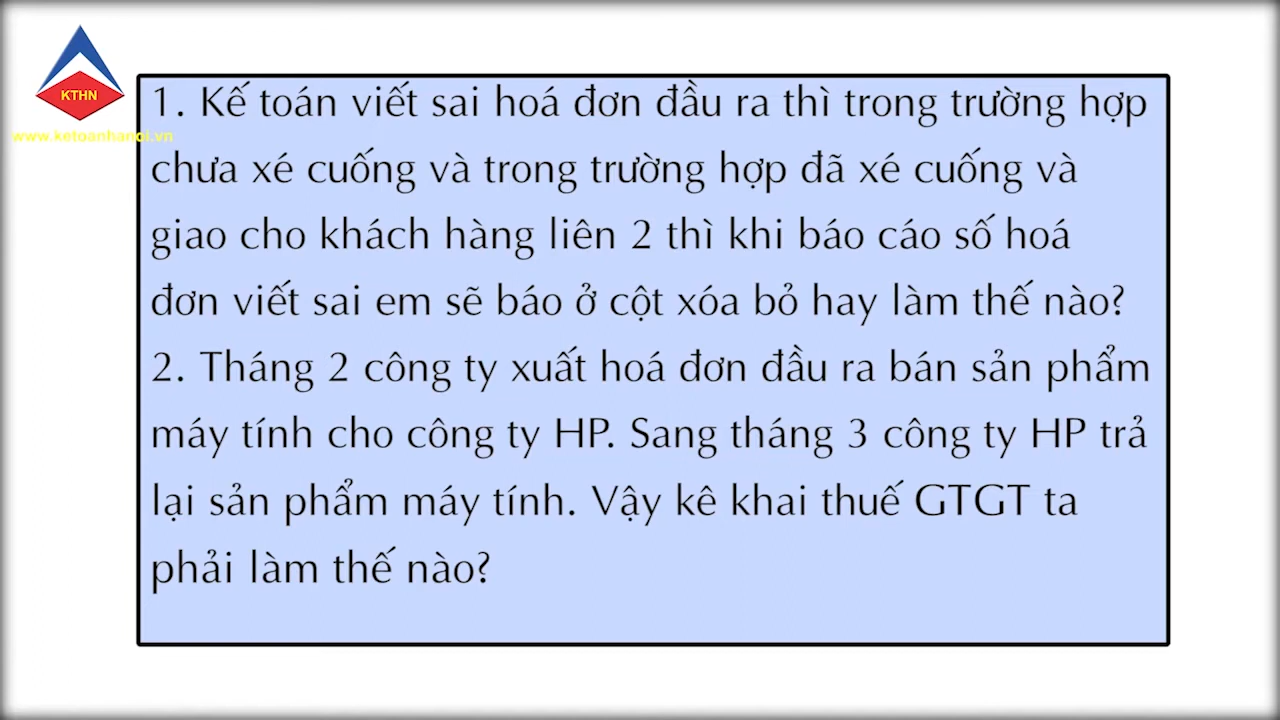 KTHN
www.ketoanhanoi.vn
1. Kế toán viết sai hoá đơn đầu ra thì trong trường hợp
chưa xé cuống và trong trường hợp đã xé cuống và
giao cho khách hàng liên 2 thì khi báo cáo số hoá
đơn viết sai em sẽ báo ở cột xóa bỏ hay làm thế nào?
2. Tháng 2 công ty xuất hoá đơn đầu ra bán sản phẩm
máy tính cho công ty HP. Sang tháng 3 công ty HP trả
lại sản phẩm máy tính. Vậy kê khai thuế GTGT ta
phải làm thế nào?